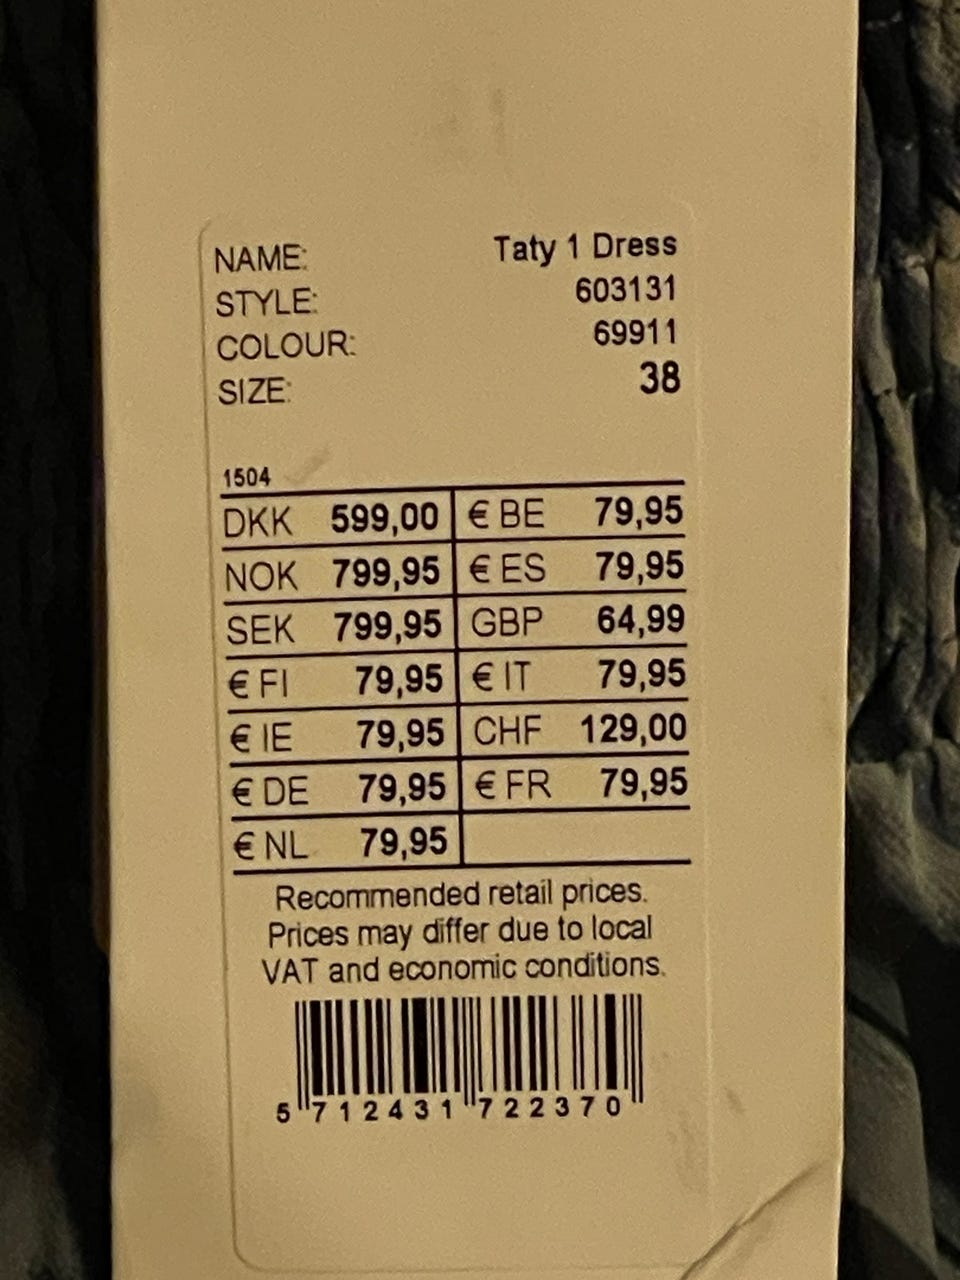 NAME: Taty 1 Dress
STYLE: 603131
COLOUR: 69911
SIZE: 38
1504
DKK 599,00 € BE 79,95
NOK 799,95 € ES 79,95
SEK 799,95 GBP 64,99
€ FI 79,95 € IT 79,95
€ IE 79,95 CHF 129,00
€ DE 79,95 € FR 79,95
€ NL 79,95
Recommended retail prices.
Prices may differ due to local
VAT and economic conditions.
5 712431 722370